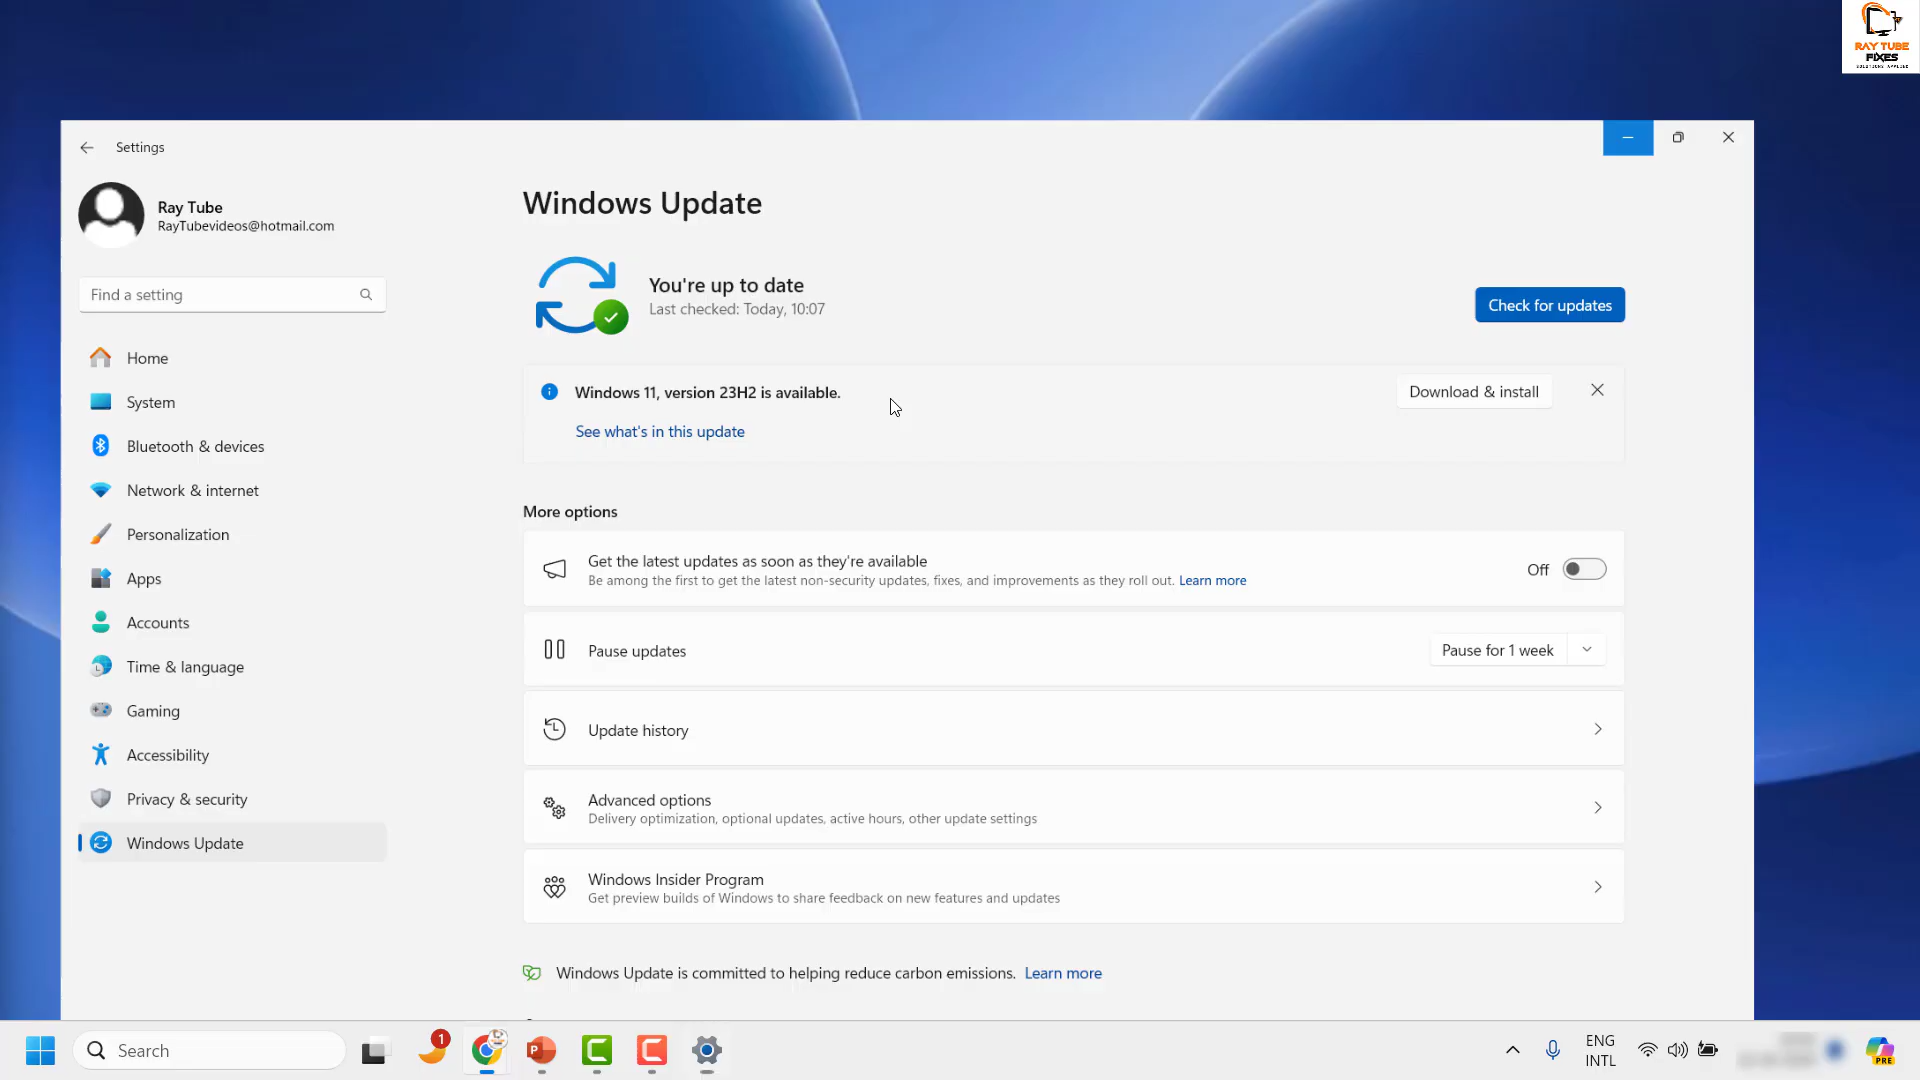 RAY TUBE
FIXES
SOLUTIONS APPLIED
Settings
Ray Tube
RayTubevideos@hotmail.com
Find a setting
Home
System
Bluetooth & devices
Network & internet
Personalization
Apps
Accounts
Time & language
Gaming
Accessibility
Privacy & security
Windows Update
Windows Update
You're up to date
Last checked: Today, 10:07
Check for updates
Windows 11, version 23H2 is available.
Download & install
See what's in this update
More options
Get the latest updates as soon as they're available
Be among the first to get the latest non-security updates, fixes, and improvements as they roll out. Learn more
Off
Pause updates
Pause for 1 week
Update history
Advanced options
Delivery optimization, optional updates, active hours, other update settings
Windows Insider Program
Get preview builds of Windows to share feedback on new features and updates
Windows Update is committed to helping reduce carbon emissions. Learn more
Search
1
P
ENG
INTL
PRE